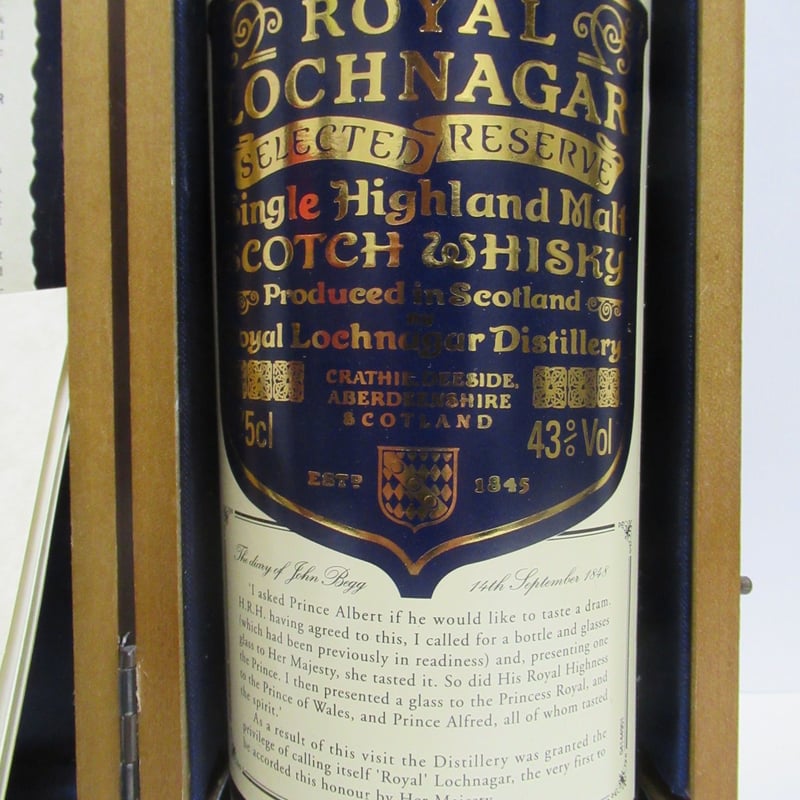 ROYAL
LOCHNAGAR
SELECTED RESERVE
Single Highland Malt
SCOTCH WHISKY
Produced in Scotland
by
Royal Lochnagar Distillery
CRATHIE, DEESIDE,
ABERDEENSHIRE
SCOTLAND
75cl 43% Vol
ESTD 1845
The diary of John Begg 14th September 1848
'I asked Prince Albert if he would like to taste a dram.
H.R.H. having agreed to this, I called for a bottle and glasses
(which had been previously in readiness) and, presenting one
glass to Her Majesty, she tasted it. So did His Royal Highness
the Prince. I then presented a glass to the Princess Royal, and
to the Prince of Wales, and Prince Alfred, all of whom tasted
the spirit.'
As a result of this visit the Distillery was granted the
privilege of calling itself 'Royal' Lochnagar, the very first to
be accorded this honour by Her Majesty